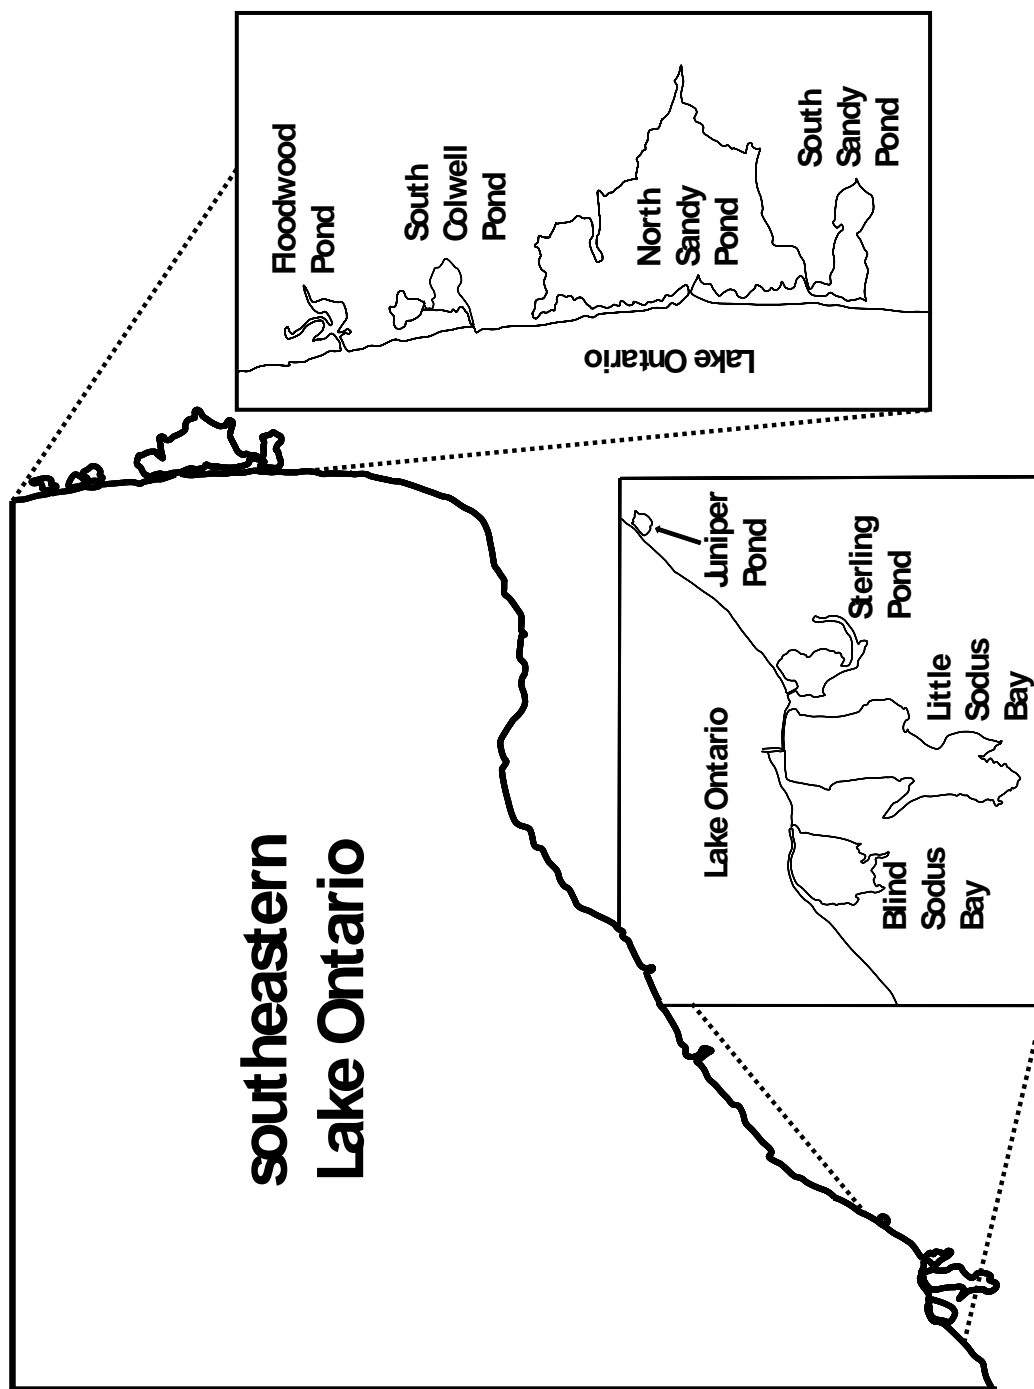 southeastern
Lake Ontario
Floodwood
Pond
South
Colwell
Pond
North
Sandy
Pond
South
Sandy
Pond
Lake Ontario
Lake Ontario
Juniper
Pond
Sterling
Pond
Little
Sodus
Bay
Blind
Sodus
Bay